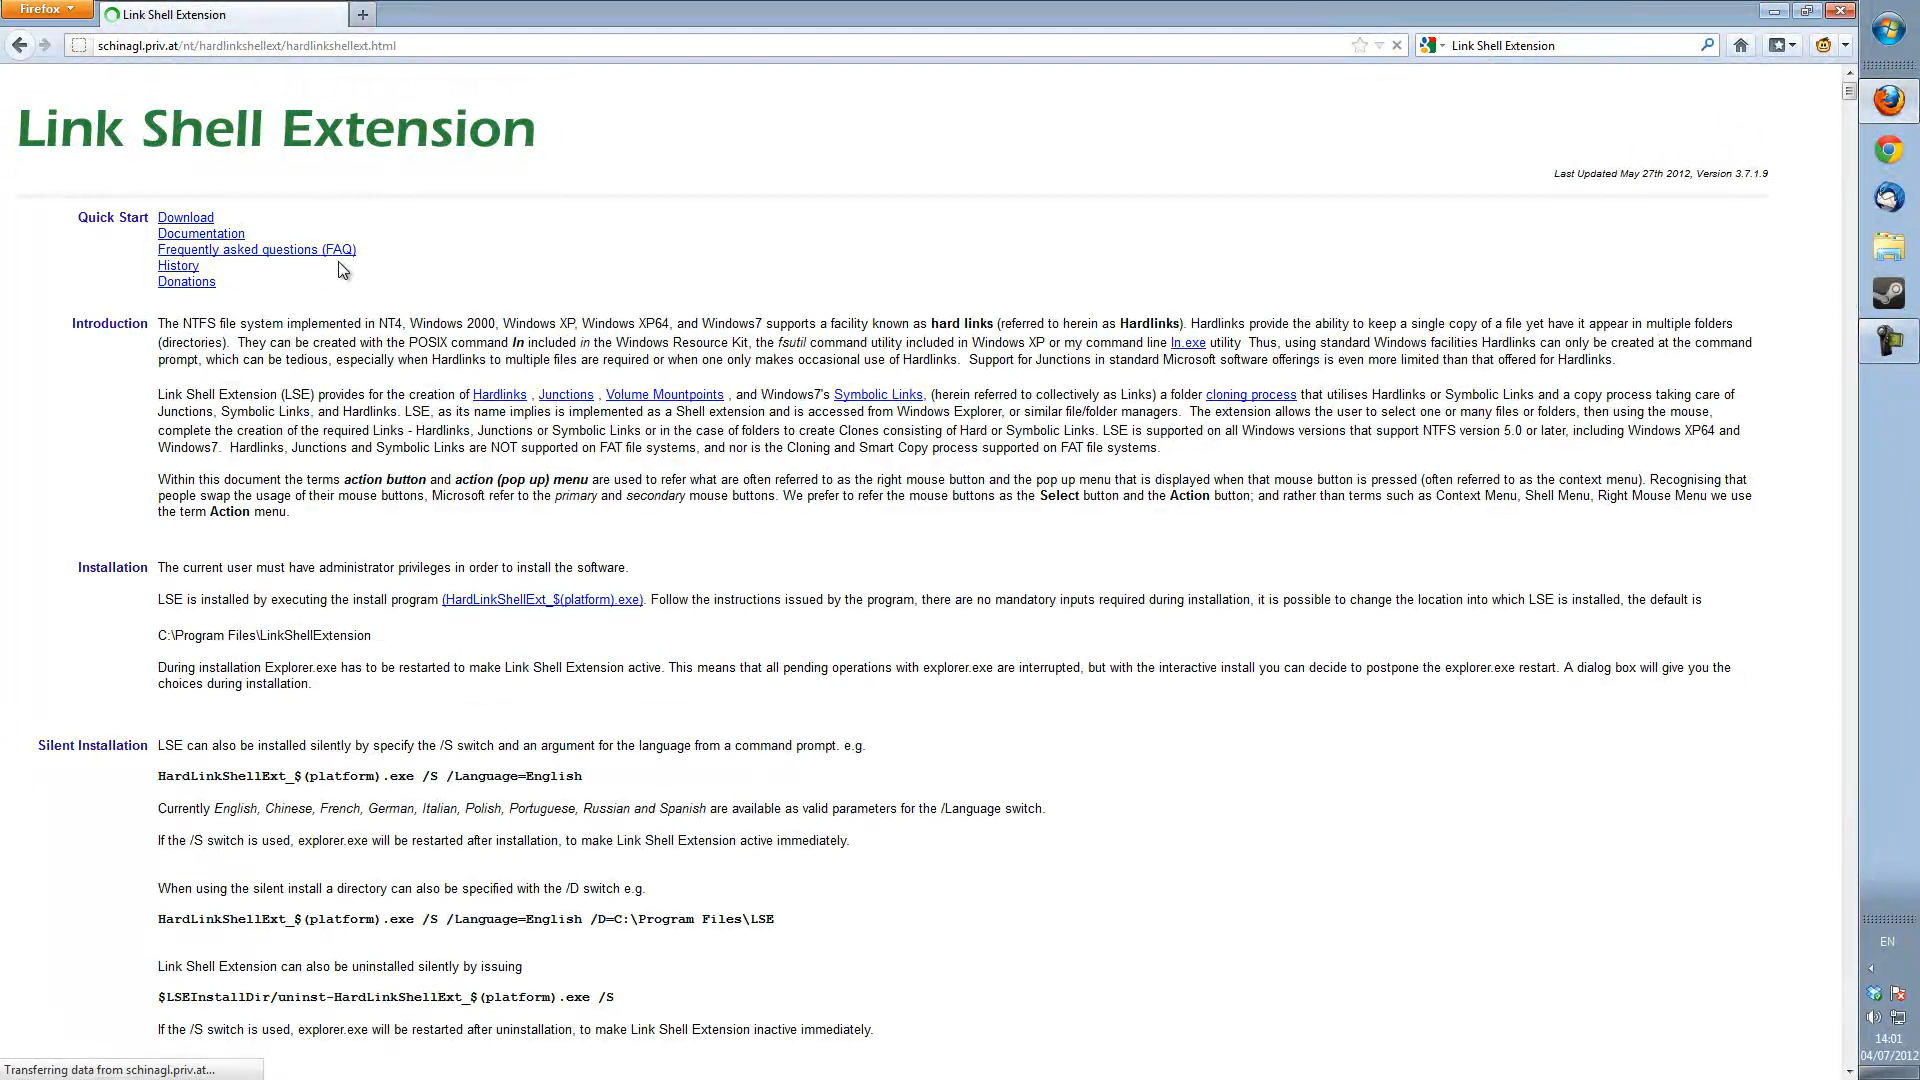 Firefox
Link Shell Extension
schinagl.priv.at/nt/hardlinkshellext/hardlinkshellext.html
Link Shell Extension
Link Shell Extension
Last Updated May 27th 2012, Version 3.7.1.9
Quick Start
Download
Documentation
Frequently asked questions (FAQ)
History
Donations
Introduction
The NTFS file system implemented in NT4, Windows 2000, Windows XP, Windows XP64, and Windows7 supports a facility known as hard links (referred to herein as Hardlinks). Hardlinks provide the ability to keep a single copy of a file yet have it appear in multiple folders
(directories). They can be created with the POSIX command ln included in the Windows Resource Kit, the fsutil command utility included in Windows XP or my command line ln.exe utility Thus, using standard Windows facilities Hardlinks can only be created at the command
prompt, which can be tedious, especially when Hardlinks to multiple files are required or when one only makes occasional use of Hardlinks. Support for Junctions in standard Microsoft software offerings is even more limited than that offered for Hardlinks.
Link Shell Extension (LSE) provides for the creation of Hardlinks , Junctions , Volume Mountpoints , and Windows7's Symbolic Links, (herein referred to collectively as Links) a folder cloning process that utilises Hardlinks or Symbolic Links and a copy process taking care of
Junctions, Symbolic Links, and Hardlinks. LSE, as its name implies is implemented as a Shell extension and is accessed from Windows Explorer, or similar file/folder managers. The extension allows the user to select one or many files or folders, then using the mouse,
complete the creation of the required Links - Hardlinks, Junctions or Symbolic Links or in the case of folders to create Clones consisting of Hard or Symbolic Links. LSE is supported on all Windows versions that support NTFS version 5.0 or later, including Windows XP64 and
Windows7. Hardlinks, Junctions and Symbolic Links are NOT supported on FAT file systems, and nor is the Cloning and Smart Copy process supported on FAT file systems.
Within this document the terms action button and action (pop up) menu are used to refer what are often referred to as the right mouse button and the pop up menu that is displayed when that mouse button is pressed (often referred to as the context menu). Recognising that
people swap the usage of their mouse buttons, Microsoft refer to the primary and secondary mouse buttons. We prefer to refer the mouse buttons as the Select button and the Action button; and rather than terms such as Context Menu, Shell Menu, Right Mouse Menu we use
the term Action menu.
Installation
The current user must have administrator privileges in order to install the software.
LSE is installed by executing the install program (HardLinkShellExt_$(platform).exe). Follow the instructions issued by the program, there are no mandatory inputs required during installation, it is possible to change the location into which LSE is installed, the default is
C:\Program Files\LinkShellExtension
During installation Explorer.exe has to be restarted to make Link Shell Extension active. This means that all pending operations with explorer.exe are interrupted, but with the interactive install you can decide to postpone the explorer.exe restart. A dialog box will give you the
choices during installation.
Silent Installation
LSE can also be installed silently by specify the /S switch and an argument for the language from a command prompt. e.g.
HardLinkShellExt_$(platform).exe /S /Language=English
Currently English, Chinese, French, German, Italian, Polish, Portuguese, Russian and Spanish are available as valid parameters for the /Language switch.
If the /S switch is used, explorer.exe will be restarted after installation, to make Link Shell Extension active immediately.
When using the silent install a directory can also be specified with the /D switch e.g.
HardLinkShellExt_$(platform).exe /S /Language=English /D=C:\Program Files\LSE
Link Shell Extension can also be uninstalled silently by issuing
$LSEInstallDir/uninst-HardLinkShellExt_$(platform).exe /S
If the /S switch is used, explorer.exe will be restarted after uninstallation, to make Link Shell Extension inactive immediately.
Transferring data from schinagl.priv.at...
EN
14:01
04/07/2012